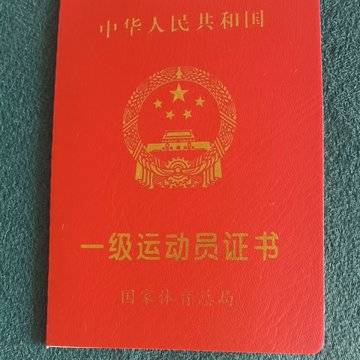 中华人民共和国
一级运动员证书
国家体育总局